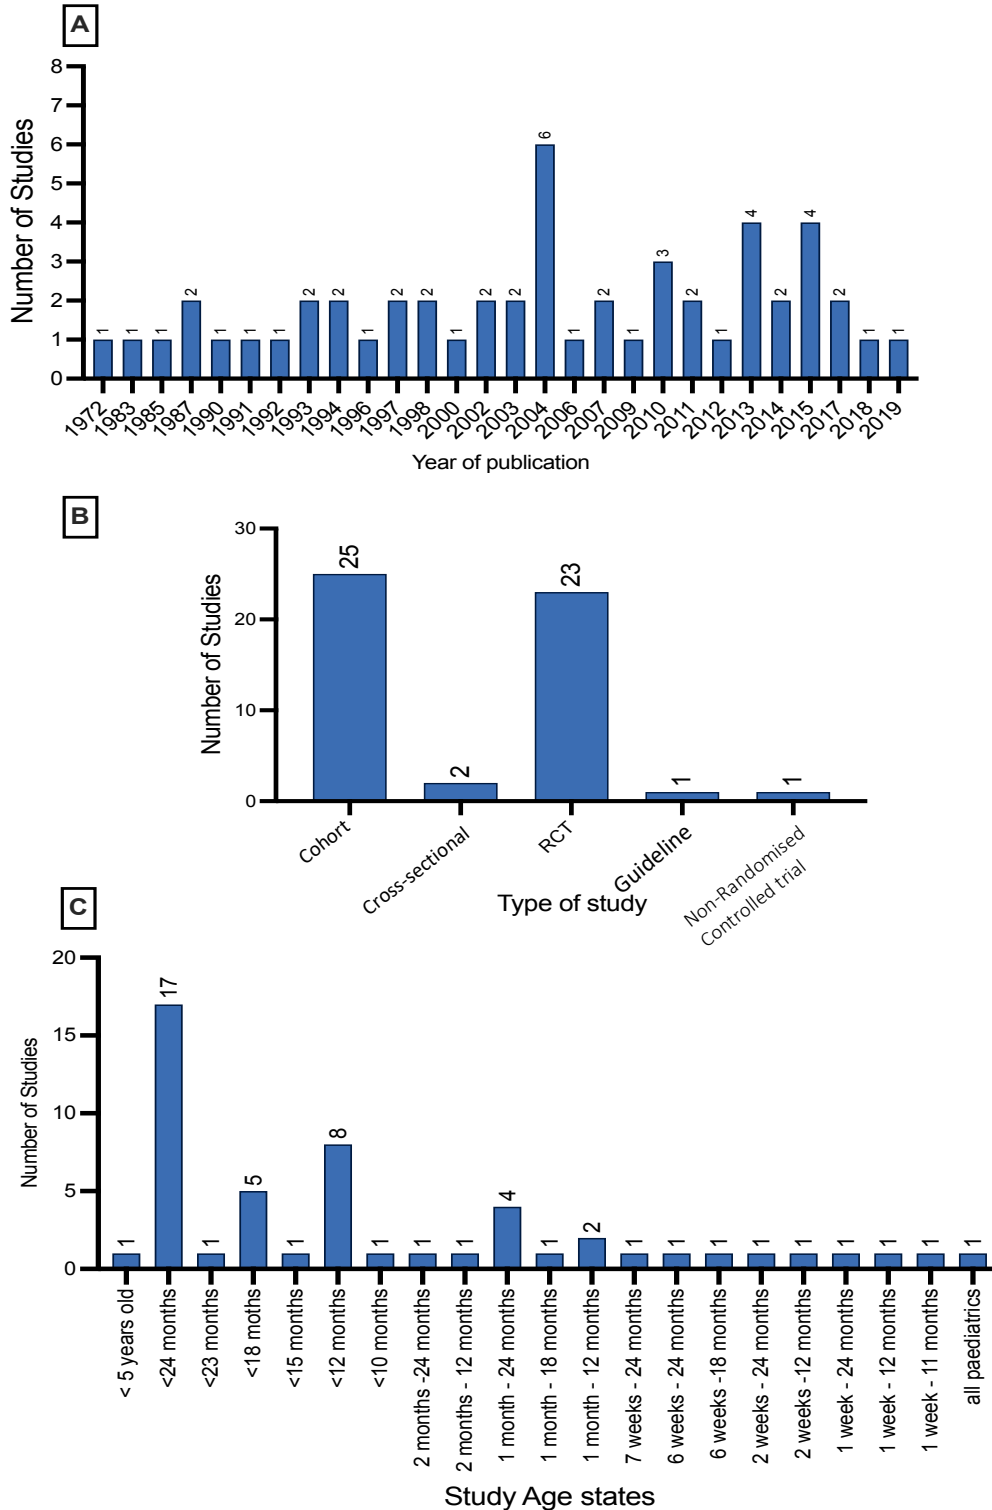 A
Number of Studies
8
7
6
5
4
3
2
1
0
1 1 1 2 1 1 1 2 2 1 2 2 1 2 2 6 1 2 1 3 2 1 4 2 4 2 1 1
1972 1983 1985 1987 1990 1991 1992 1993 1994 1996 1997 1998 2000 2002 2003 2004 2006 2007 2009 2010 2011 2012 2013 2014 2015 2017 2018 2019
Year of publication
B
Number of Studies
30
20
10
0
25 2 23 1 1
Cohort
Cross-sectional
RCT
Guideline
Non-Randomised
Controlled trial
Type of study
C
Number of Studies
20
15
10
5
0
1 17 1 5 1 8 1 1 1 4 1 2 1 1 1 1 1 1 1 1 1
< 5 years old
<24 months
<23 months
<18 moths
<15 months
<12 months
<10 months
2 months -24 months
2 months - 12 months
1 month - 24 months
1 month - 18 months
1 month - 12 months
7 weeks - 24 months
6 weeks - 24 months
6 weeks -18 months
2 weeks - 24 months
2 weeks -12 months
1 week - 24 months
1 week - 12 months
1 week - 11 months
all paediatrics
Study Age states